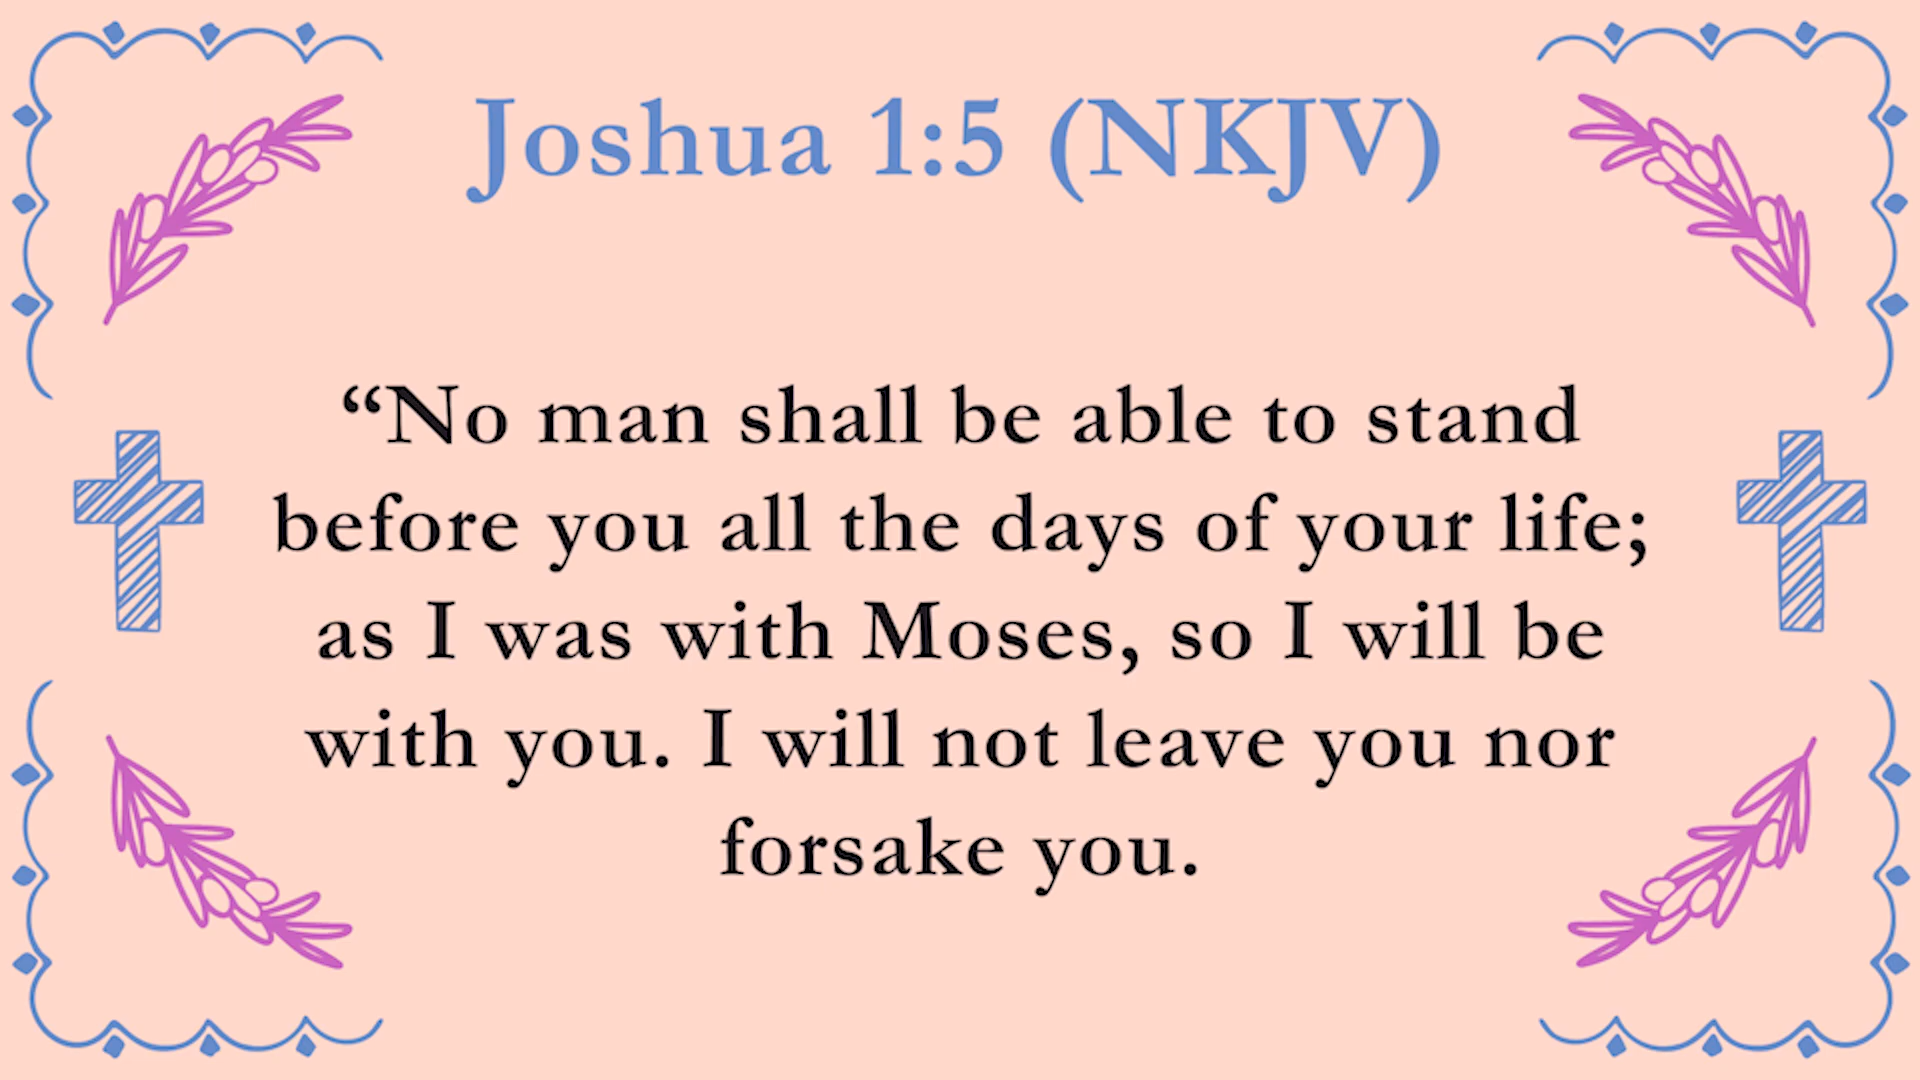 Joshua 1:5 (NKJV)
“No man shall be able to stand
before you all the days of your life;
as I was with Moses, so I will be
with you. I will not leave you nor
forsake you.